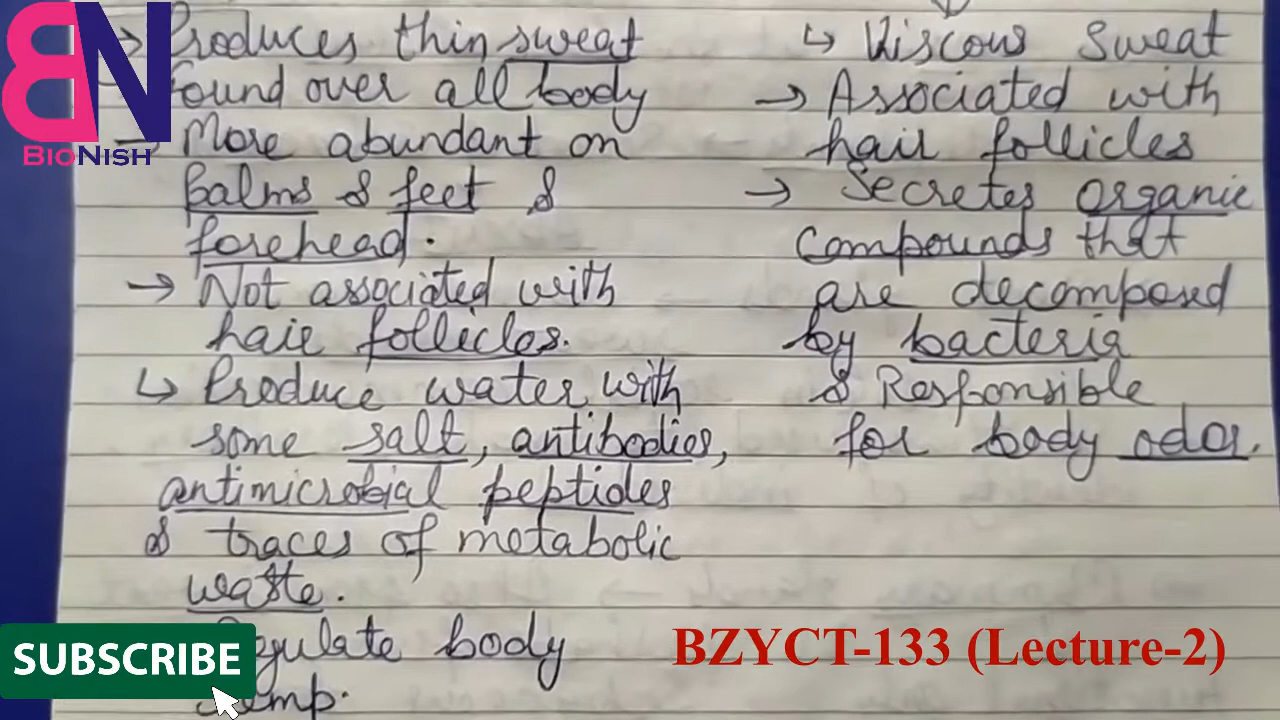 BN
BIONISH
Produces thin sweat
found over all body
→ More abundant on
palms & feet &
forehead.
→ Not associated with
hair follicles.
↳ Produce water with
some salt, antibodies,
antimicrobial peptides
& traces of metabolic
waste.
Regulate body
temp.
↳ Viscous sweat
→ Associated with
hair follicles
→ Secretes organic
compounds that
are decomposed
by bacteria
& Responsible
for body odor.
SUBSCRIBE
BZYCT-133 (Lecture-2)